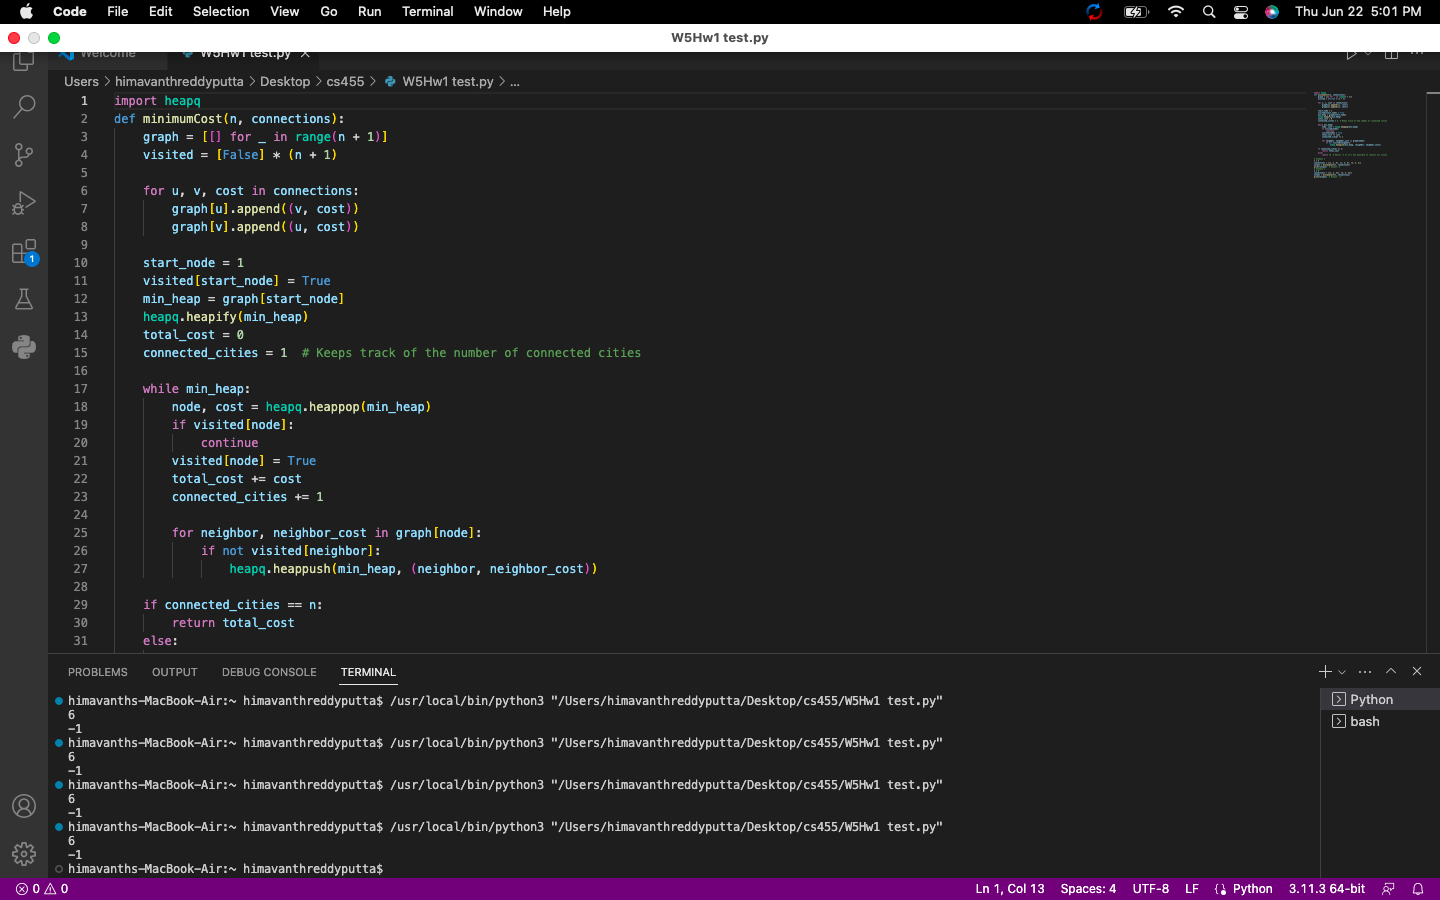 Code File Edit Selection View Go Run Terminal Window Help Thu Jun 22 5:01 PM
W5Hw1 test.py
Welcome W5Hw1 test.py
Users > himavanthreddyputta > Desktop > cs455 > W5Hw1 test.py > ...
1 import heapq
2 def minimumCost(n, connections):
3     graph = [[] for _ in range(n + 1)]
4     visited = [False] * (n + 1)
5
6     for u, v, cost in connections:
7         graph[u].append((v, cost))
8         graph[v].append((u, cost))
9
10     start_node = 1
11     visited[start_node] = True
12     min_heap = graph[start_node]
13     heapq.heapify(min_heap)
14     total_cost = 0
15     connected_cities = 1  # Keeps track of the number of connected cities
16
17     while min_heap:
18         node, cost = heapq.heappop(min_heap)
19         if visited[node]:
20             continue
21         visited[node] = True
22         total_cost += cost
23         connected_cities += 1
24
25         for neighbor, neighbor_cost in graph[node]:
26             if not visited[neighbor]:
27                 heapq.heappush(min_heap, (neighbor, neighbor_cost))
28
29     if connected_cities == n:
30         return total_cost
31     else:
1
PROBLEMS OUTPUT DEBUG CONSOLE TERMINAL
himavanths-MacBook-Air:~ himavanthreddyputta$ /usr/local/bin/python3 "/Users/himavanthreddyputta/Desktop/cs455/W5Hw1 test.py"
6
-1
himavanths-MacBook-Air:~ himavanthreddyputta$ /usr/local/bin/python3 "/Users/himavanthreddyputta/Desktop/cs455/W5Hw1 test.py"
6
-1
himavanths-MacBook-Air:~ himavanthreddyputta$ /usr/local/bin/python3 "/Users/himavanthreddyputta/Desktop/cs455/W5Hw1 test.py"
6
-1
himavanths-MacBook-Air:~ himavanthreddyputta$ /usr/local/bin/python3 "/Users/himavanthreddyputta/Desktop/cs455/W5Hw1 test.py"
6
-1
himavanths-MacBook-Air:~ himavanthreddyputta$
Python
bash
0 0 Ln 1, Col 13 Spaces: 4 UTF-8 LF Python 3.11.3 64-bit